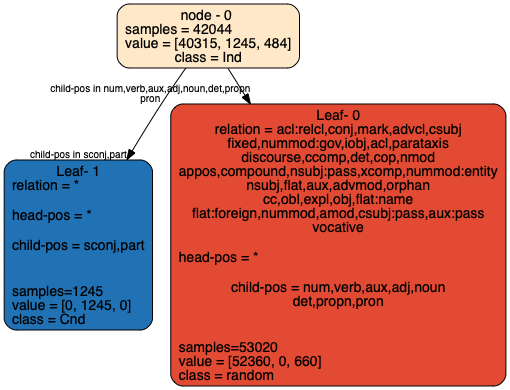 node - 0
samples = 42044
value = [40315, 1245, 484]
class = Ind
child-pos in num,verb,aux,adj,noun,det,propn
pron
child-pos in sconj,part
Leaf- 1
relation = *
head-pos = *
child-pos = sconj,part
samples=1245
value = [0, 1245, 0]
class = Cnd
Leaf- 0
relation = acl:relcl,conj,mark,advcl,csubj
fixed,nummod:gov,iobj,acl,parataxis
discourse,ccomp,det,cop,nmod
appos,compound,nsubj:pass,xcomp,nummod:entity
nsubj,flat,aux,advmod,orphan
cc,obl,expl,obj,flat:name
flat:foreign,nummod,amod,csubj:pass,aux:pass
vocative
head-pos = *
child-pos = num,verb,aux,adj,noun
det,propn,pron
samples=53020
value = [52360, 0, 660]
class = random